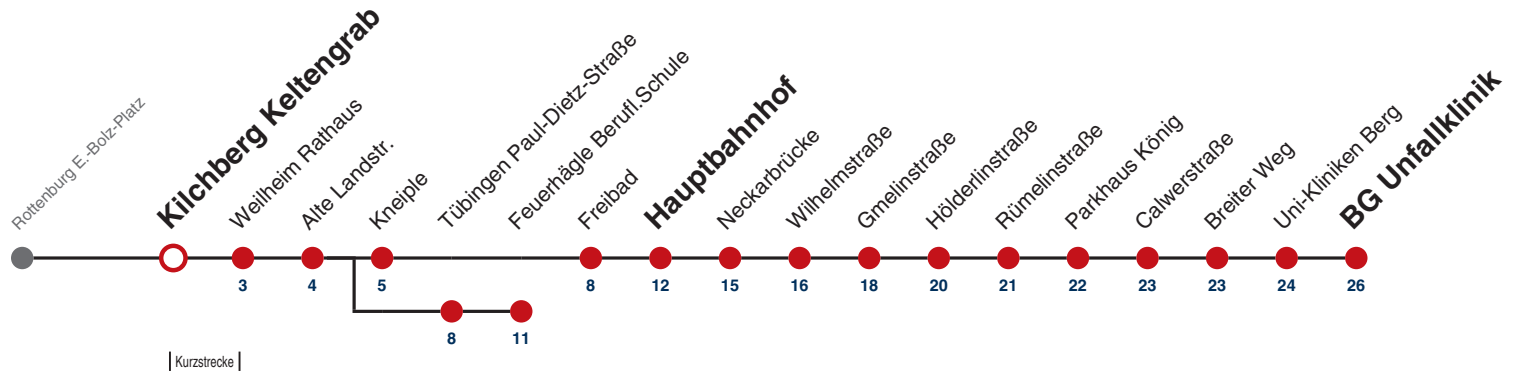 Rottenburg E.-Bolz-Platz
Kilchberg Keltengrab
Weilheim Rathaus
Alte Landstr.
Kneiple
Tübingen Paul-Dietz-Straße
Feuerhägle Berufl.Schule
Freibad
Hauptbahnhof
Neckarbrücke
Wilhelmstraße
Gmelinstraße
Hölderlinstraße
Rümelinstraße
Parkhaus König
Calwerstraße
Breiter Weg
Uni-Kliniken Berg
BG Unfallklinik
3 4 5 8 12 15 16 18 20 21 22 23 23 24 26
8 11
Kurzstrecke